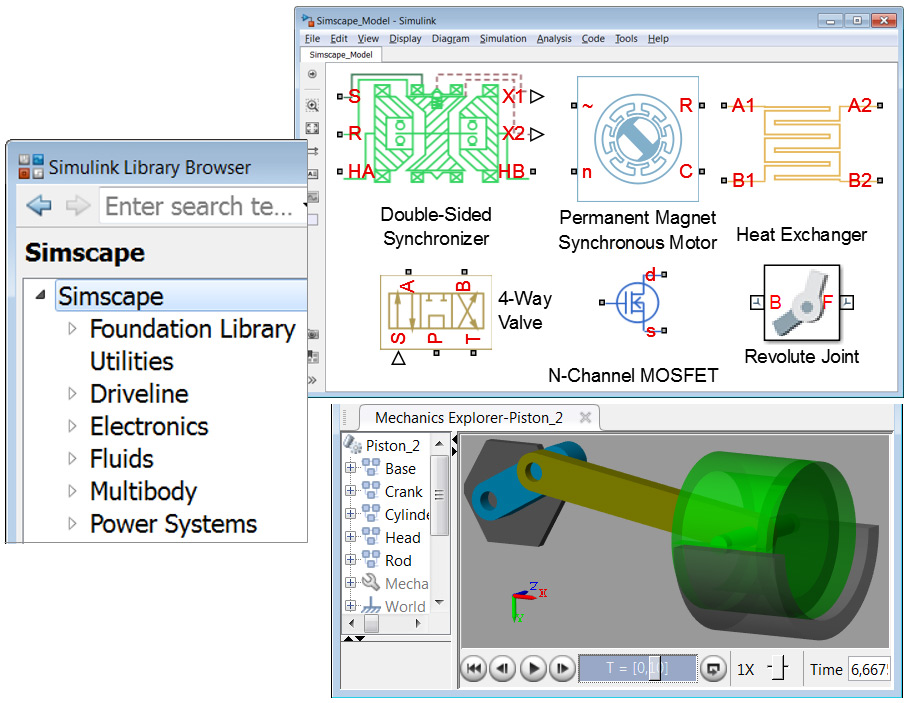 Simscape_Model - Simulink
File Edit View Display Diagram Simulation Analysis Code Tools Help
Simscape_Model
S X1
R X2
HA HB
Double-Sided
Synchronizer
~ R
n C
Permanent Magnet
Synchronous Motor
A1 A2
B1 B2
Heat Exchanger
A B
S P T
4-Way
Valve
d
s
N-Channel MOSFET
B F
Revolute Joint
Simulink Library Browser
Enter search te...
Simscape
Simscape
Foundation Library
Utilities
Driveline
Electronics
Fluids
Multibody
Power Systems
Mechanics Explorer-Piston_2
Piston_2
Base
Crank
Cylinde
Head
Rod
Mecha
World
Z
X
Y
T = [0,10]
1X
Time 6,667